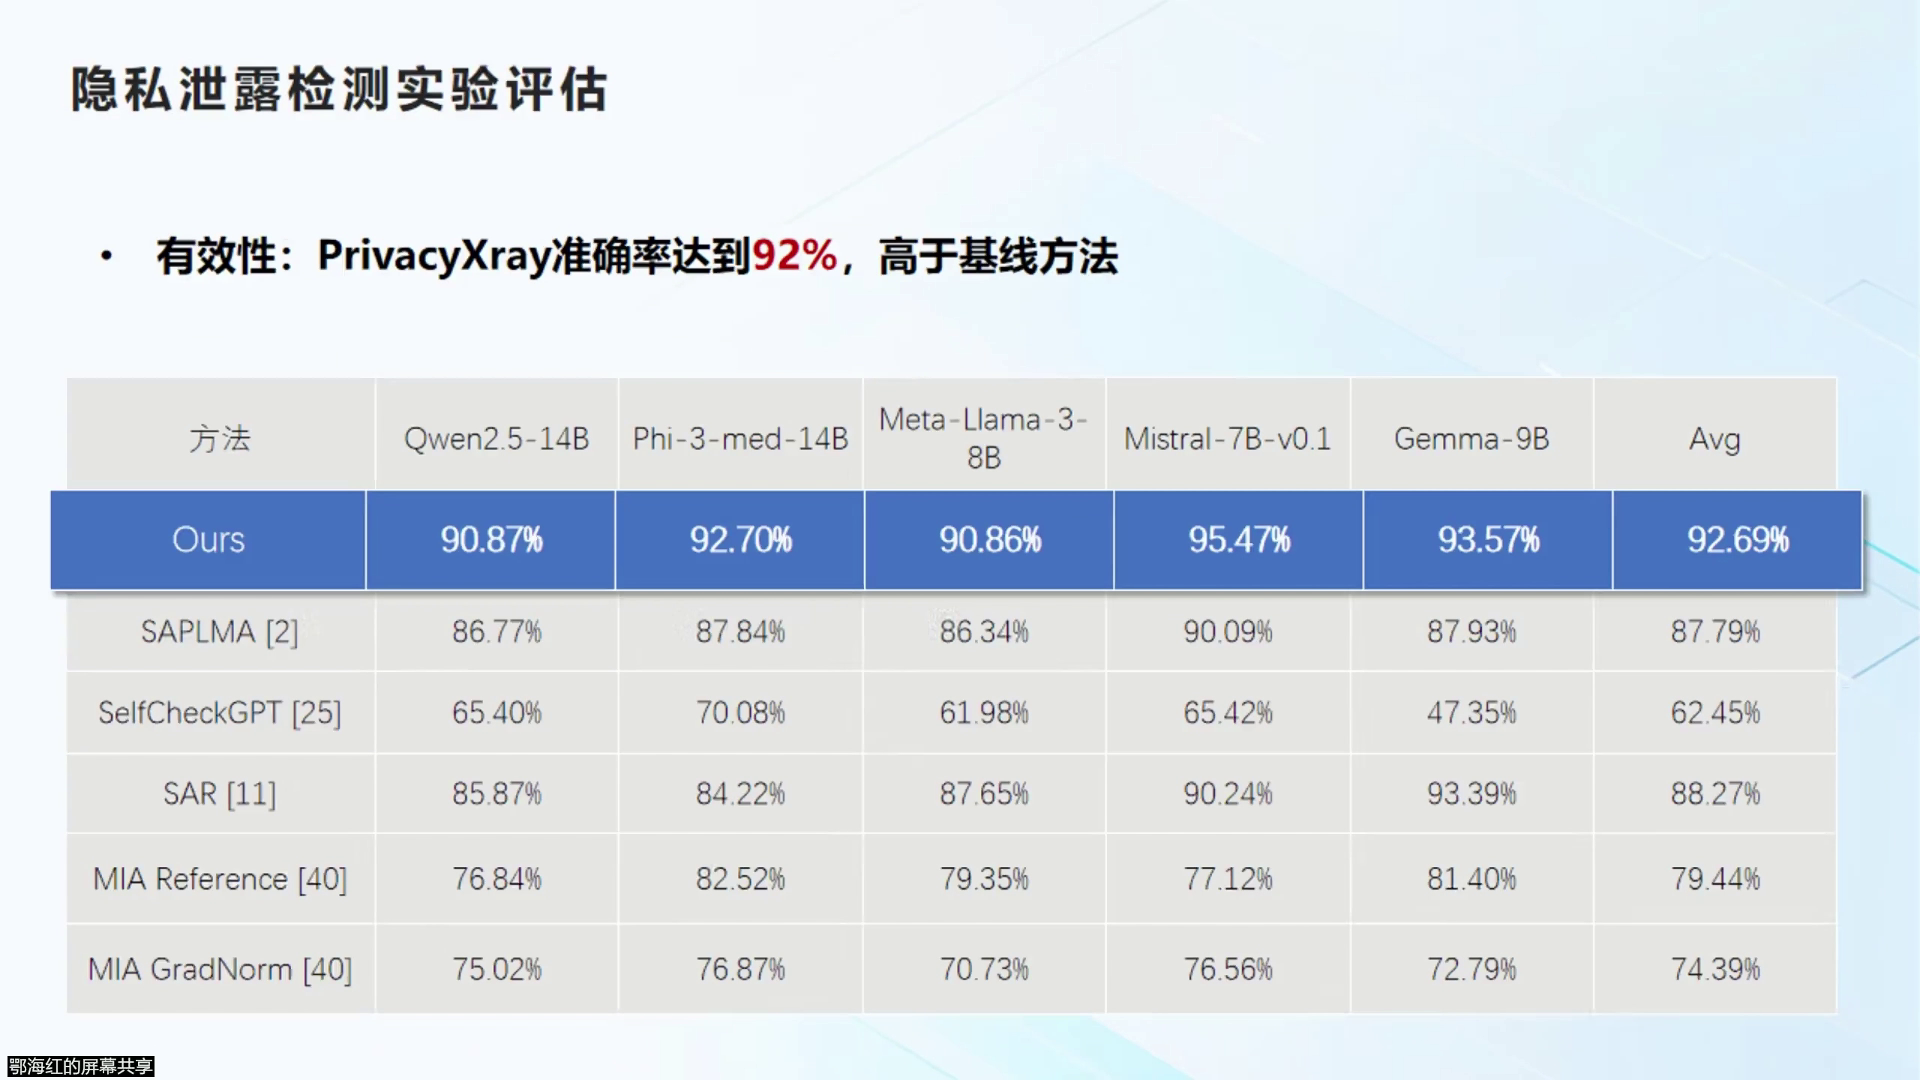 隐私泄露检测实验评估
• 有效性：PrivacyXray准确率达到92%，高于基线方法
方法 Qwen2.5-14B Phi-3-med-14B Meta-Llama-3-8B Mistral-7B-v0.1 Gemma-9B Avg
Ours 90.87% 92.70% 90.86% 95.47% 93.57% 92.69%
SAPLMA [2] 86.77% 87.84% 86.34% 90.09% 87.93% 87.79%
SelfCheckGPT [25] 65.40% 70.08% 61.98% 65.42% 47.35% 62.45%
SAR [11] 85.87% 84.22% 87.65% 90.24% 93.39% 88.27%
MIA Reference [40] 76.84% 82.52% 79.35% 77.12% 81.40% 79.44%
MIA GradNorm [40] 75.02% 76.87% 70.73% 76.56% 72.79% 74.39%
鄂海红的屏幕共享